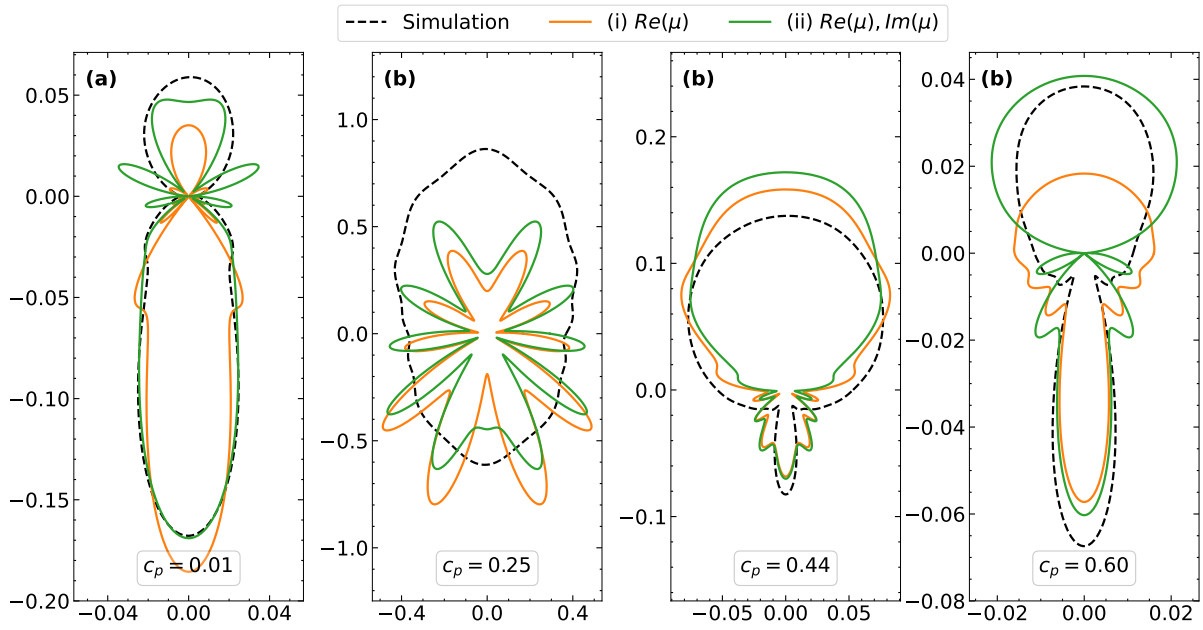 Simulation (i) Re(μ) (ii) Re(μ), Im(μ)
(a) (b) (b) (b)
0.05
0.00
−0.05
−0.10
−0.15
−0.20
−0.04 0.00 0.04
c_p = 0.01
1.0
0.5
0.0
−0.5
−1.0
−0.4 0.0 0.4
c_p = 0.25
0.2
0.1
0.0
−0.1
−0.05 0.00 0.05
c_p = 0.44
0.04
0.02
0.00
−0.02
−0.04
−0.06
−0.08
−0.02 0.00 0.02
c_p = 0.60